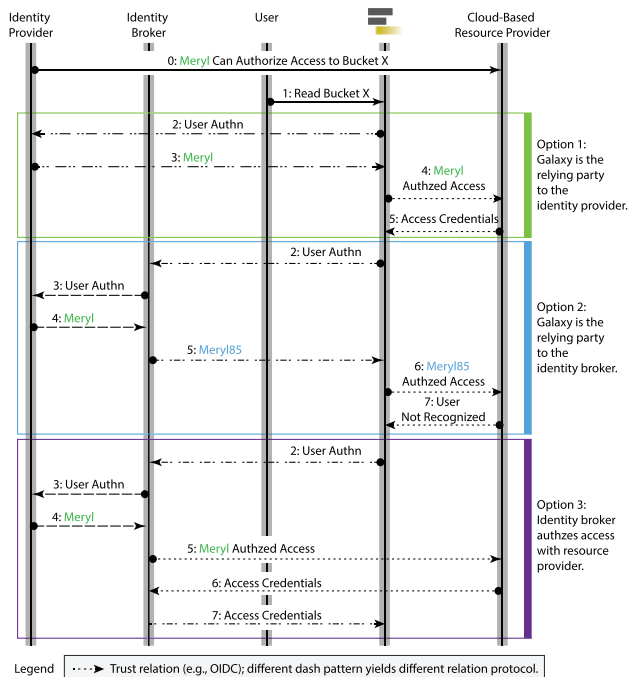 Identity Provider
Identity Broker
User
Cloud-Based Resource Provider
0: Meryl Can Authorize Access to Bucket X
1: Read Bucket X
2: User Authn
3: Meryl
4: Meryl
Authzed Access
5: Access Credentials
Option 1:
Galaxy is the
relying party
to the
identity provider.
2: User Authn
3: User Authn
4: Meryl
5: Meryl85
6: Meryl85
Authzed Access
7: User
Not Recognized
Option 2:
Galaxy is the
relying party
to the
identity broker.
2: User Authn
3: User Authn
4: Meryl
5: Meryl Authzed Access
6: Access Credentials
7: Access Credentials
Option 3:
Identity broker
authzes access
with resource
provider.
Legend
Trust relation (e.g., OIDC); different dash pattern yields different relation protocol.